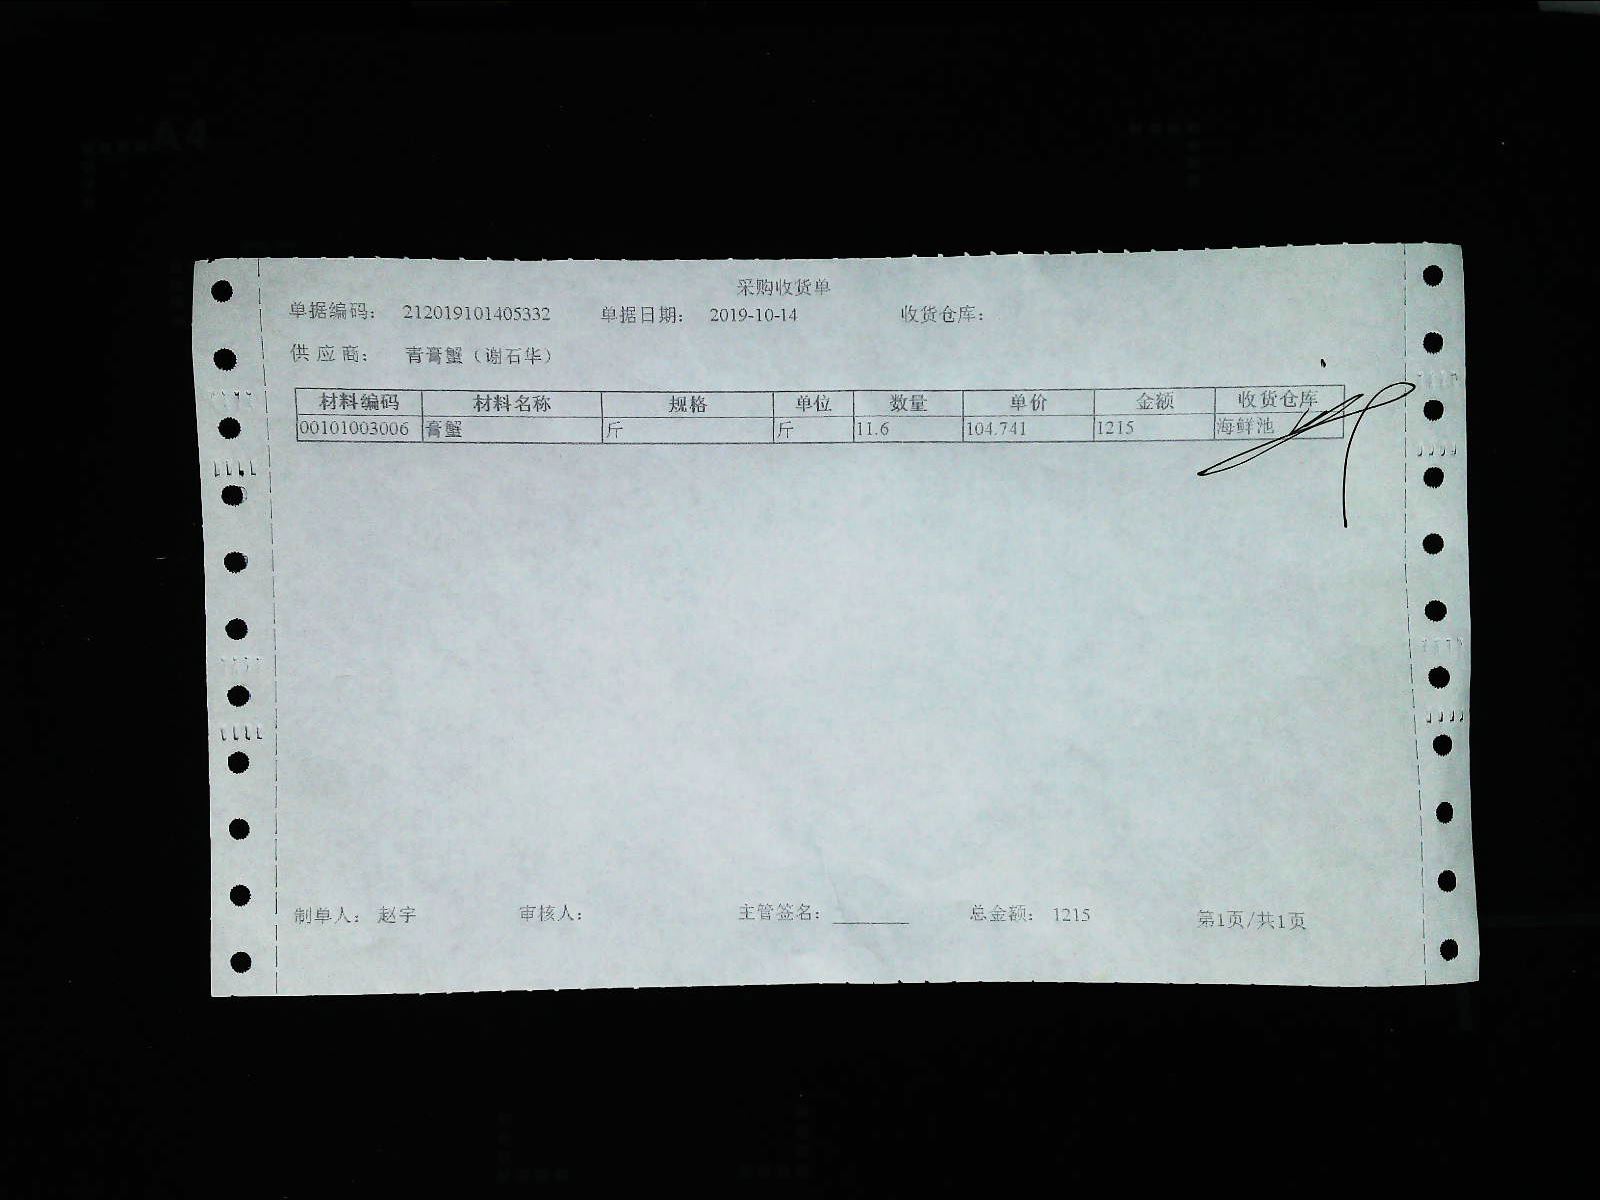 采购收货单
单据编码： 212019101405332 单据日期： 2019-10-14 收货仓库：
供应商： 青膏蟹（谢石华）
材料编码 材料名称 规格 单位 数量 单价 金额 收货仓库
00101003006 膏蟹 斤 斤 11.6 104.741 1215 海鲜池
制单人： 赵宇 审核人： 主管签名： 总金额： 1215 第1页/共1页